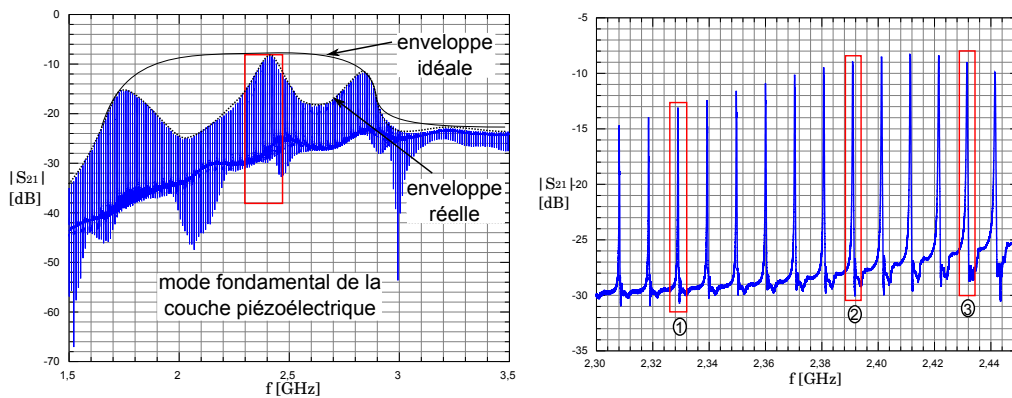 0
-10
-20
-30
-40
-50
-60
-70
|S21|
[dB]
1,5
2
2,5
3
3,5
f [GHz]
enveloppe
idéale
enveloppe
réelle
mode fondamental de la
couche piézoélectrique
-5
-10
-15
|S21|
[dB]
-20
-25
-30
-35
2,30
2,32
2,34
2,36
2,38
2,40
2,42
2,44
f [GHz]
①
②
③